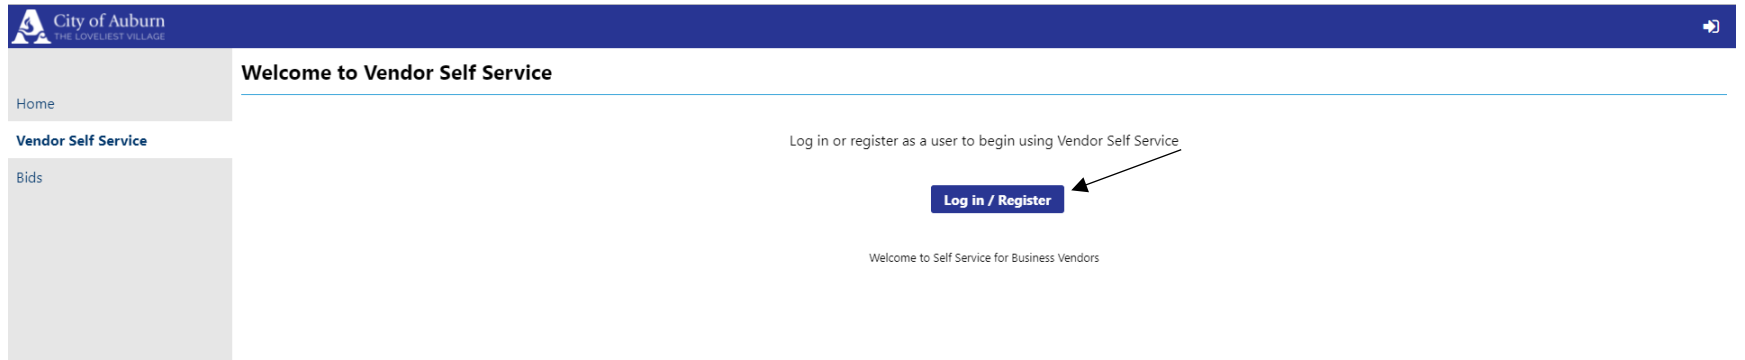 City of Auburn
THE LOVELIEST VILLAGE
Welcome to Vendor Self Service
Home
Vendor Self Service
Bids
Log in or register as a user to begin using Vendor Self Service
Log in / Register
Welcome to Self Service for Business Vendors